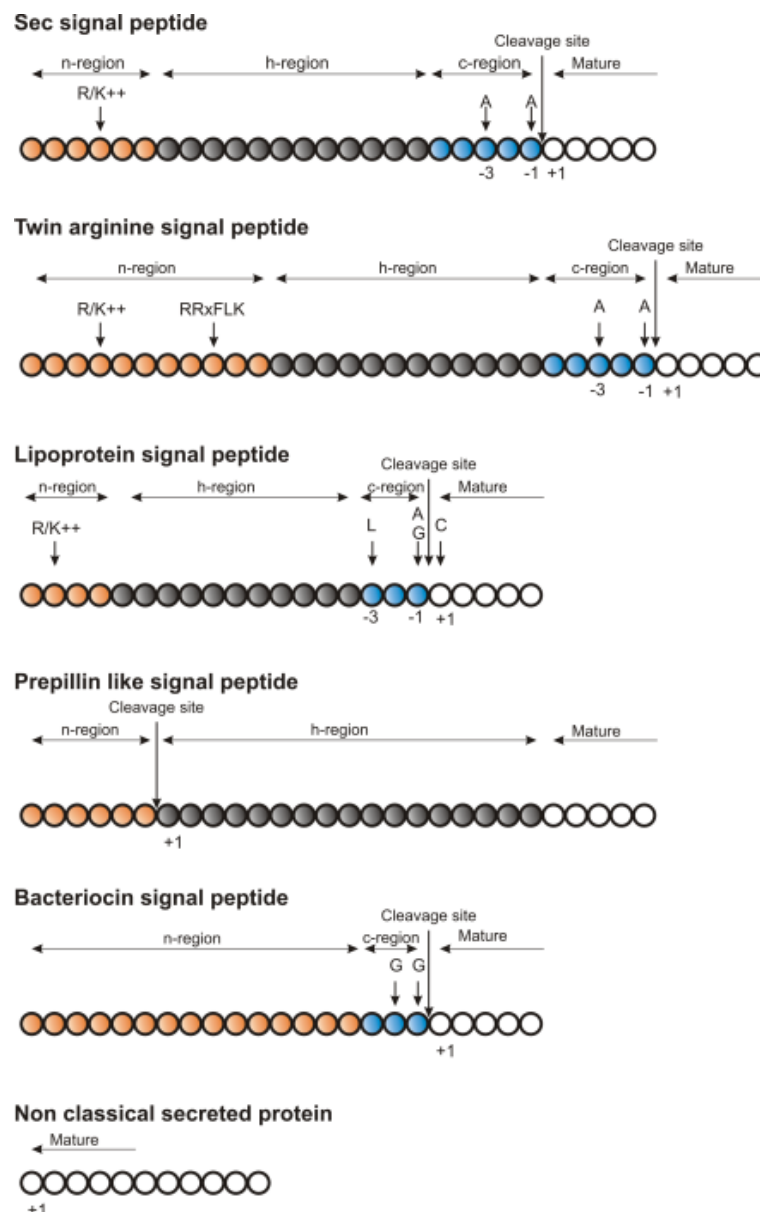 Sec signal peptide
Cleavage site
n-region h-region c-region Mature
R/K++ A A
-3 -1 +1
Twin arginine signal peptide
Cleavage site
n-region h-region c-region Mature
R/K++ RRxFLK A A
-3 -1 +1
Lipoprotein signal peptide
Cleavage site
n-region h-region c-region Mature
R/K++ L A G C
-3 -1 +1
Prepillin like signal peptide
Cleavage site
n-region h-region Mature
+1
Bacteriocin signal peptide
Cleavage site
n-region c-region Mature
G G
+1
Non classical secreted protein
Mature
+1